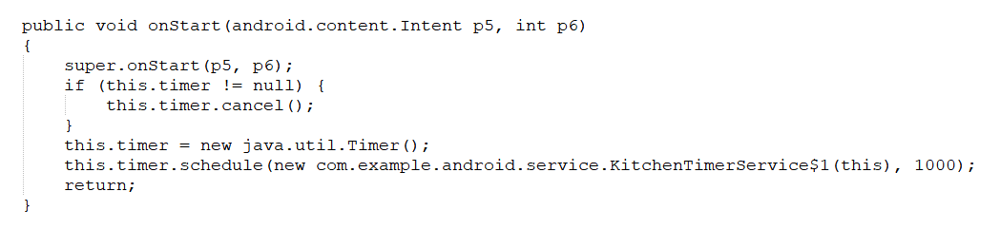 public void onStart(android.content.Intent p5, int p6)
{
    super.onStart(p5, p6);
    if (this.timer != null) {
        this.timer.cancel();
    }
    this.timer = new java.util.Timer();
    this.timer.schedule(new com.example.android.service.KitchenTimerService$1(this), 1000);
    return;
}